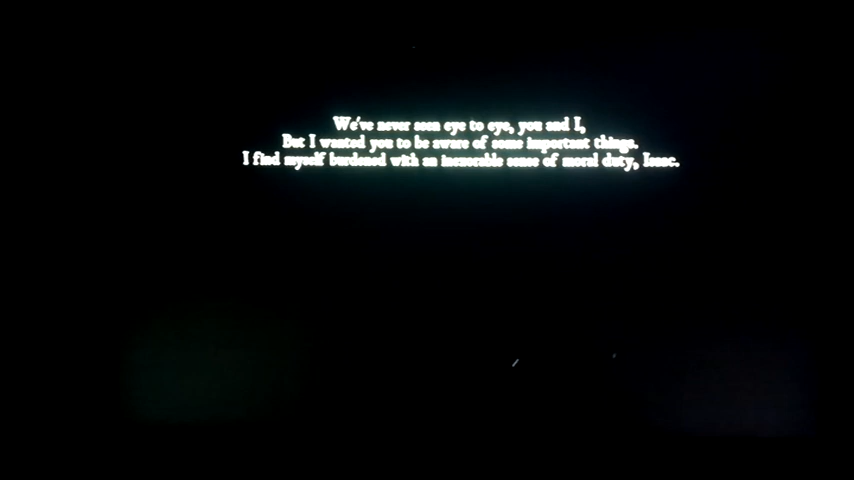 We've never seen eye to eye, you and I,
But I wanted you to be aware of some important things.
I find myself burdened with an inexorable sense of moral duty, Isaac.